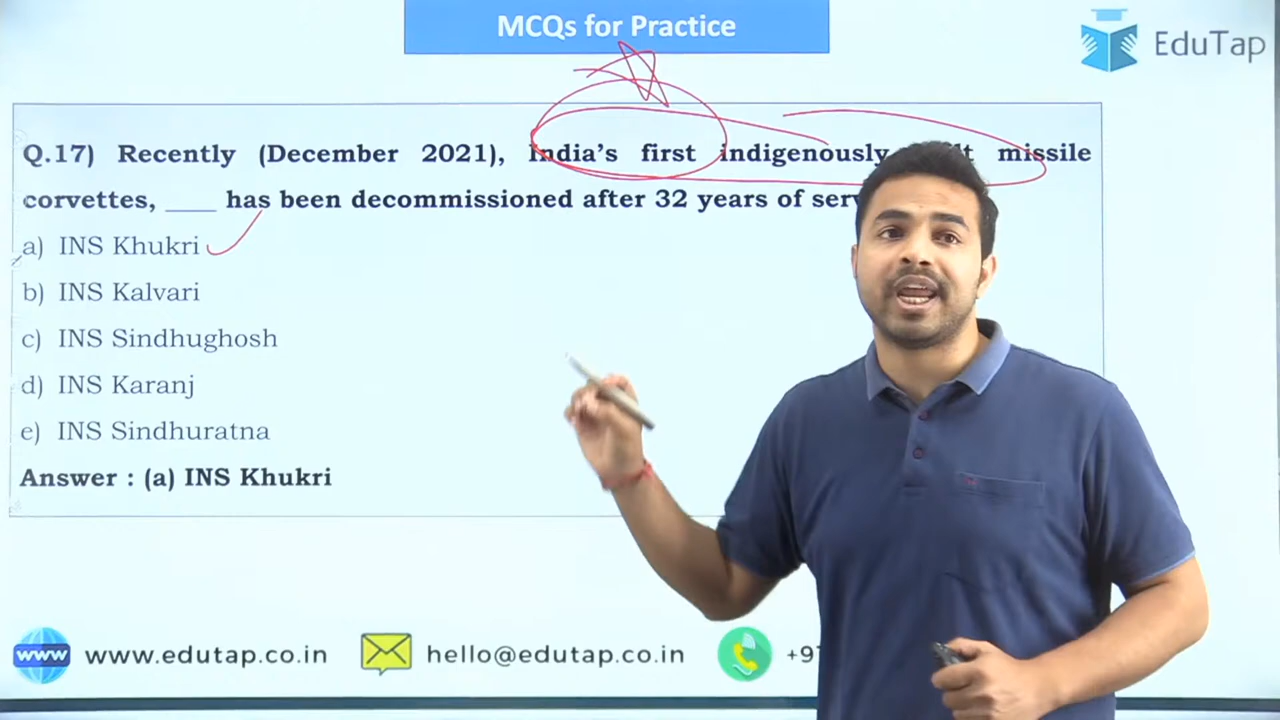 MCQs for Practice
EduTap
Q.17) Recently (December 2021), India's first indigenously missile
corvettes, ____ has been decommissioned after 32 years of
a) INS Khukri
b) INS Kalvari
c) INS Sindhughosh
d) INS Karanj
e) INS Sindhuratna
Answer : (a) INS Khukri
www www.edutap.co.in hello@edutap.co.in +9